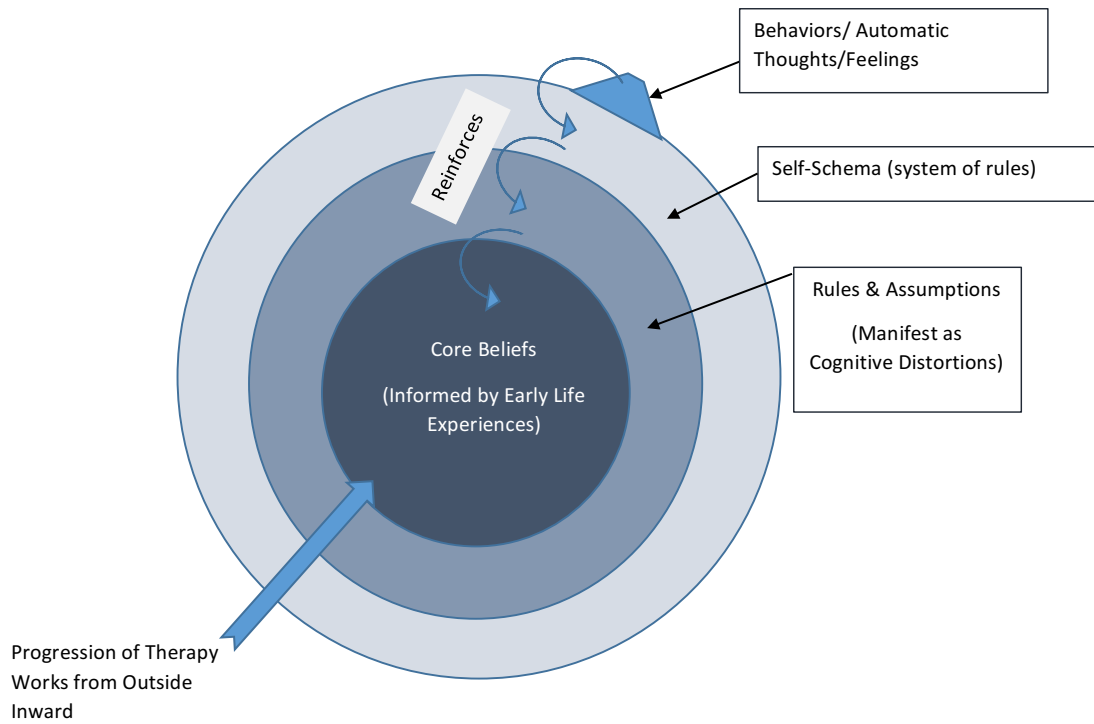 Behaviors/ Automatic
Thoughts/Feelings
Reinforces
Self-Schema (system of rules)
Rules & Assumptions
(Manifest as
Cognitive Distortions)
Core Beliefs
(Informed by Early Life
Experiences)
Progression of Therapy
Works from Outside
Inward